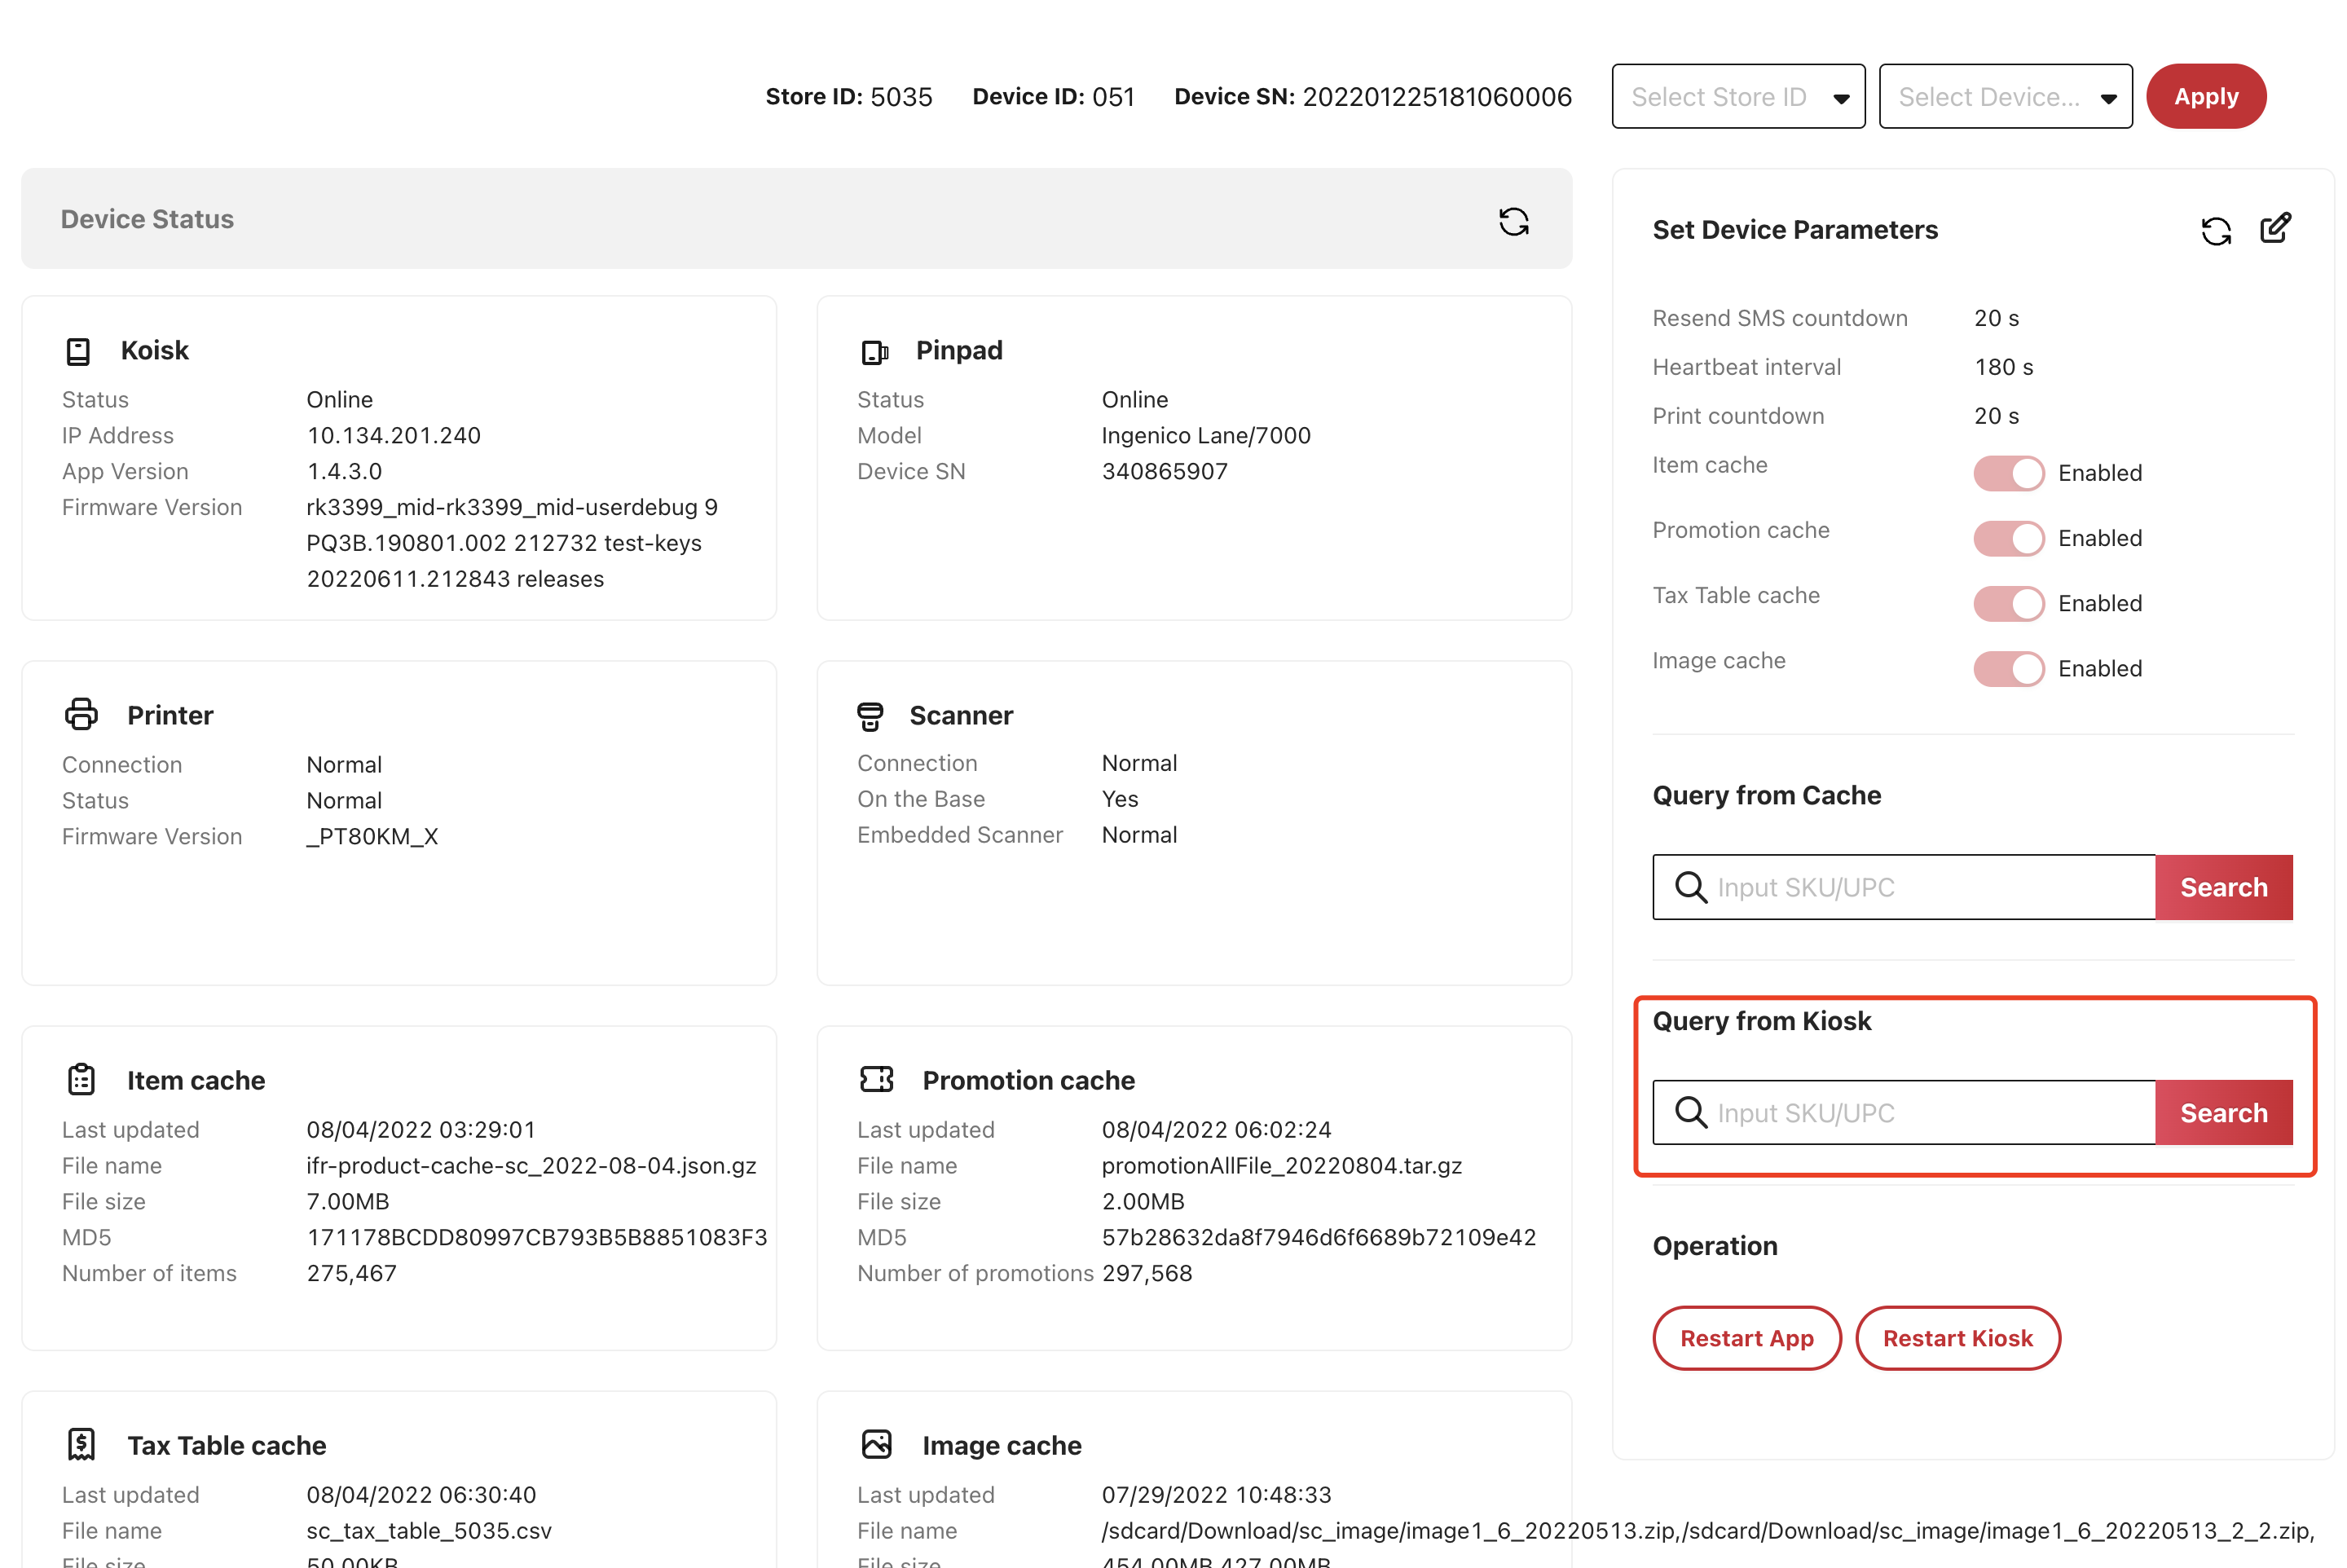 Store ID: 5035 Device ID: 051 Device SN: 202201225181060006 Select Store ID Select Device... Apply
Device Status
Koisk
Status Online
IP Address 10.134.201.240
App Version 1.4.3.0
Firmware Version rk3399_mid-rk3399_mid-userdebug 9
PQ3B.190801.002 212732 test-keys
20220611.212843 releases
Pinpad
Status Online
Model Ingenico Lane/7000
Device SN 340865907
Printer
Connection Normal
Status Normal
Firmware Version _PT80KM_X
Scanner
Connection Normal
On the Base Yes
Embedded Scanner Normal
Item cache
Last updated 08/04/2022 03:29:01
File name ifr-product-cache-sc_2022-08-04.json.gz
File size 7.00MB
MD5 171178BCDD80997CB793B5B8851083F3
Number of items 275,467
Promotion cache
Last updated 08/04/2022 06:02:24
File name promotionAllFile_20220804.tar.gz
File size 2.00MB
MD5 57b28632da8f7946d6f6689b72109e42
Number of promotions 297,568
Tax Table cache
Last updated 08/04/2022 06:30:40
File name sc_tax_table_5035.csv
File size 50.00KB
Image cache
Last updated 07/29/2022 10:48:33
File name /sdcard/Download/sc_image/image1_6_20220513.zip,/sdcard/Download/sc_image/image1_6_20220513_2_2.zip,
File size 454.00MB,427.00MB
Set Device Parameters
Resend SMS countdown 20 s
Heartbeat interval 180 s
Print countdown 20 s
Item cache Enabled
Promotion cache Enabled
Tax Table cache Enabled
Image cache Enabled
Query from Cache
Input SKU/UPC Search
Query from Kiosk
Input SKU/UPC Search
Operation
Restart App Restart Kiosk